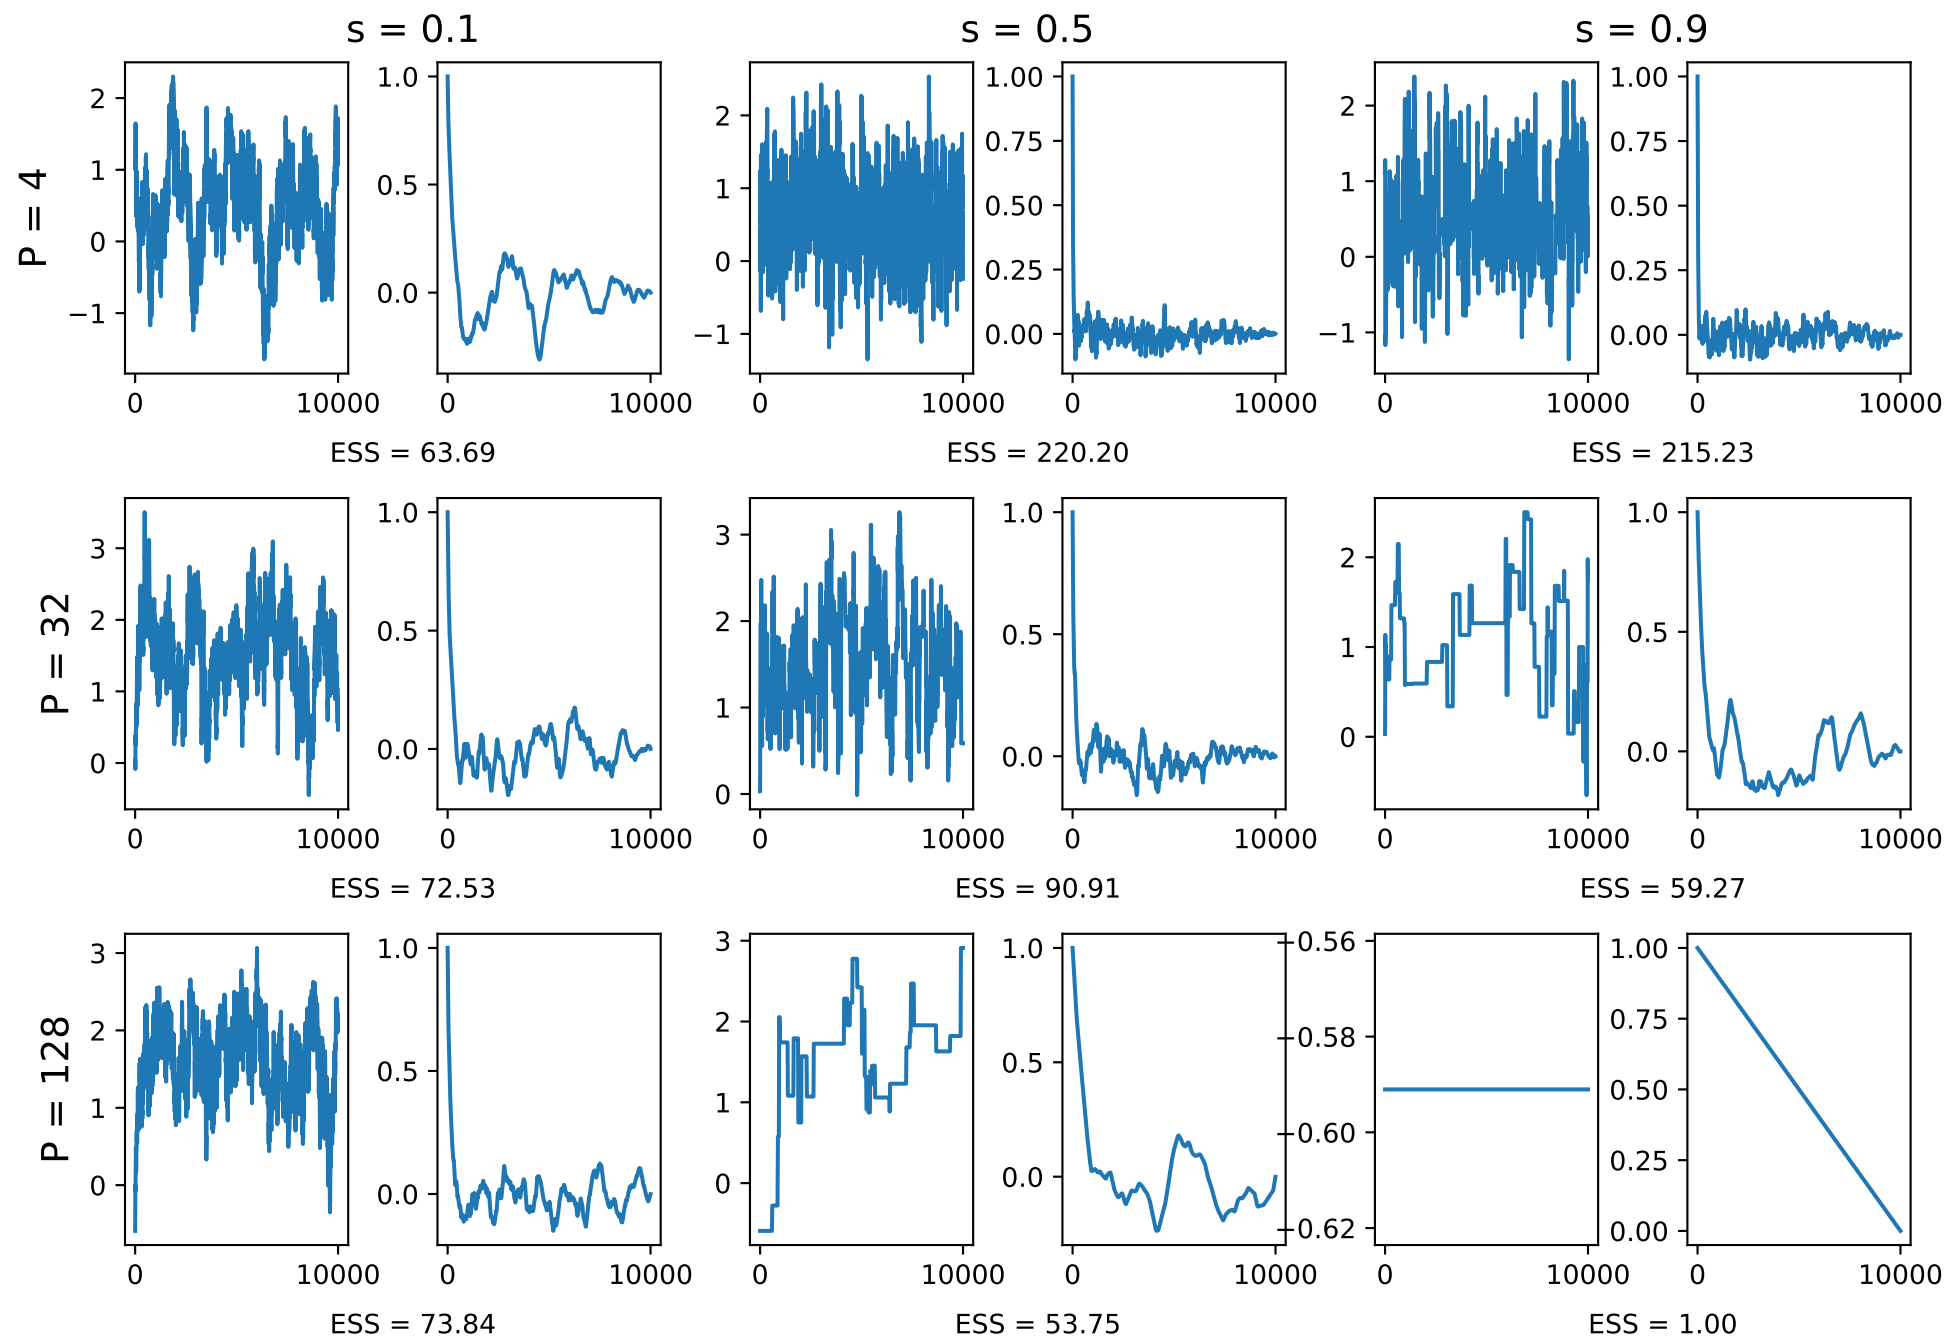 s = 0.1 s = 0.5 s = 0.9
P = 4
2 1 0 −1
1.0 0.5 0.0
2 1 0 −1
1.00 0.75 0.50 0.25 0.00
2 1 0 −1
1.00 0.75 0.50 0.25 0.00
0 10000 0 10000 0 10000 0 10000 0 10000 0 10000
ESS = 63.69 ESS = 220.20 ESS = 215.23
P = 32
3 2 1 0
1.0 0.5 0.0
3 2 1 0
1.0 0.5 0.0
2 1 0
1.0 0.5 0.0
0 10000 0 10000 0 10000 0 10000 0 10000 0 10000
ESS = 72.53 ESS = 90.91 ESS = 59.27
P = 128
3 2 1 0
1.0 0.5 0.0
3 2 1 0
1.0 0.5 0.0
−0.56 −0.58 −0.60 −0.62
1.00 0.75 0.50 0.25 0.00
0 10000 0 10000 0 10000 0 10000 0 10000 0 10000
ESS = 73.84 ESS = 53.75 ESS = 1.00